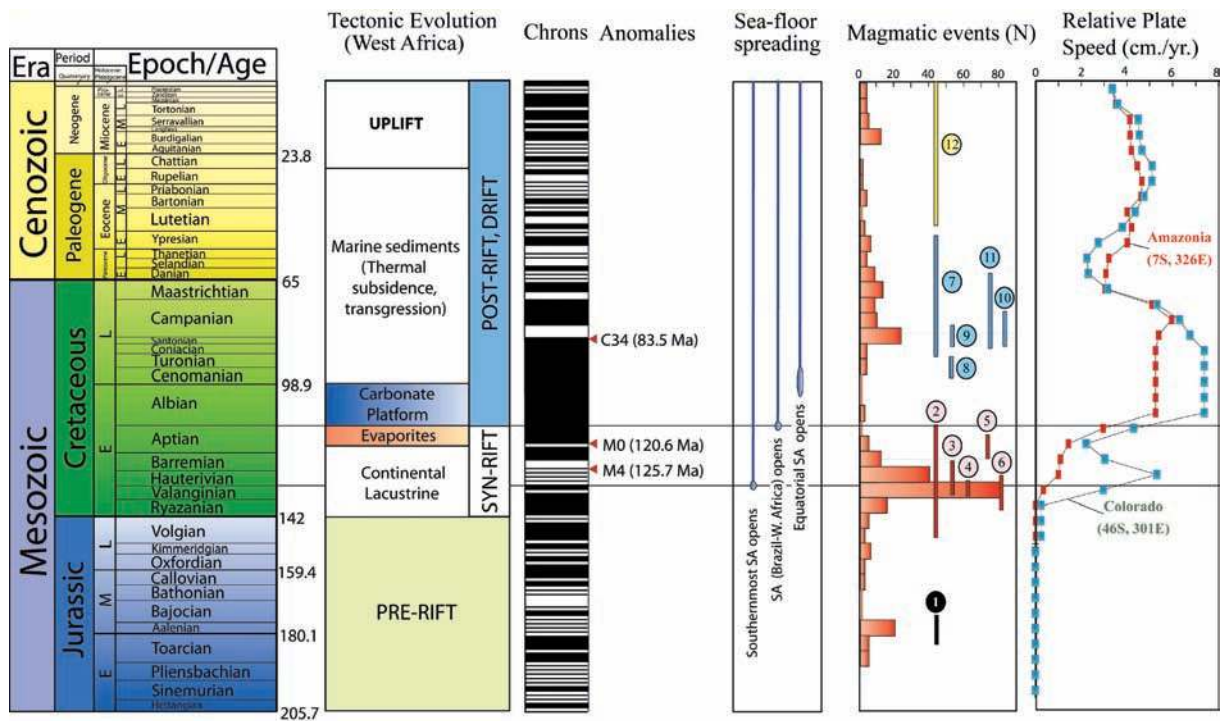 Tectonic Evolution
(West Africa)
Chrons
Anomalies
Sea-floor
spreading
Magmatic events (N)
Relative Plate
Speed (cm./yr.)
Era
Period
Epoch/Age
Quaternary
0 20 40 60 80
0 2 4 6 8
Cenozoic
Neogene
Miocene
L
M
E
Tortonian
Serravallian
Burdigalian
Aquitanian
23.8
Paleogene
L
E
Chattian
Rupelian
Eocene
L
M
E
Priabonian
Bartonian
Lutetian
Ypresian
L
E
Thanetian
Selandian
Danian
65
Mesozoic
Cretaceous
L
Maastrichtian
Campanian
Santonian
Coniacian
Turonian
Cenomanian
98.9
E
Albian
Aptian
Barremian
Hauterivian
Valanginian
Ryazanian
142
Jurassic
L
Volgian
Kimmeridgian
Oxfordian
159.4
M
Callovian
Bathonian
Bajocian
Aalenian
180.1
E
Toarcian
Pliensbachian
Sinemurian
Hettangian
205.7
UPLIFT
Marine sediments
(Thermal
subsidence,
transgression)
Carbonate
Platform
Evaporites
Continental
Lacustrine
PRE-RIFT
POST-RIFT, DRIFT
SYN-RIFT
C34 (83.5 Ma)
M0 (120.6 Ma)
M4 (125.7 Ma)
Southernmost SA opens
SA (Brazil-W. Africa) opens
Equatorial SA opens
12
11
7
10
9
8
2
5
3
4
6
1
Amazonia
(7S, 326E)
Colorado
(46S, 301E)